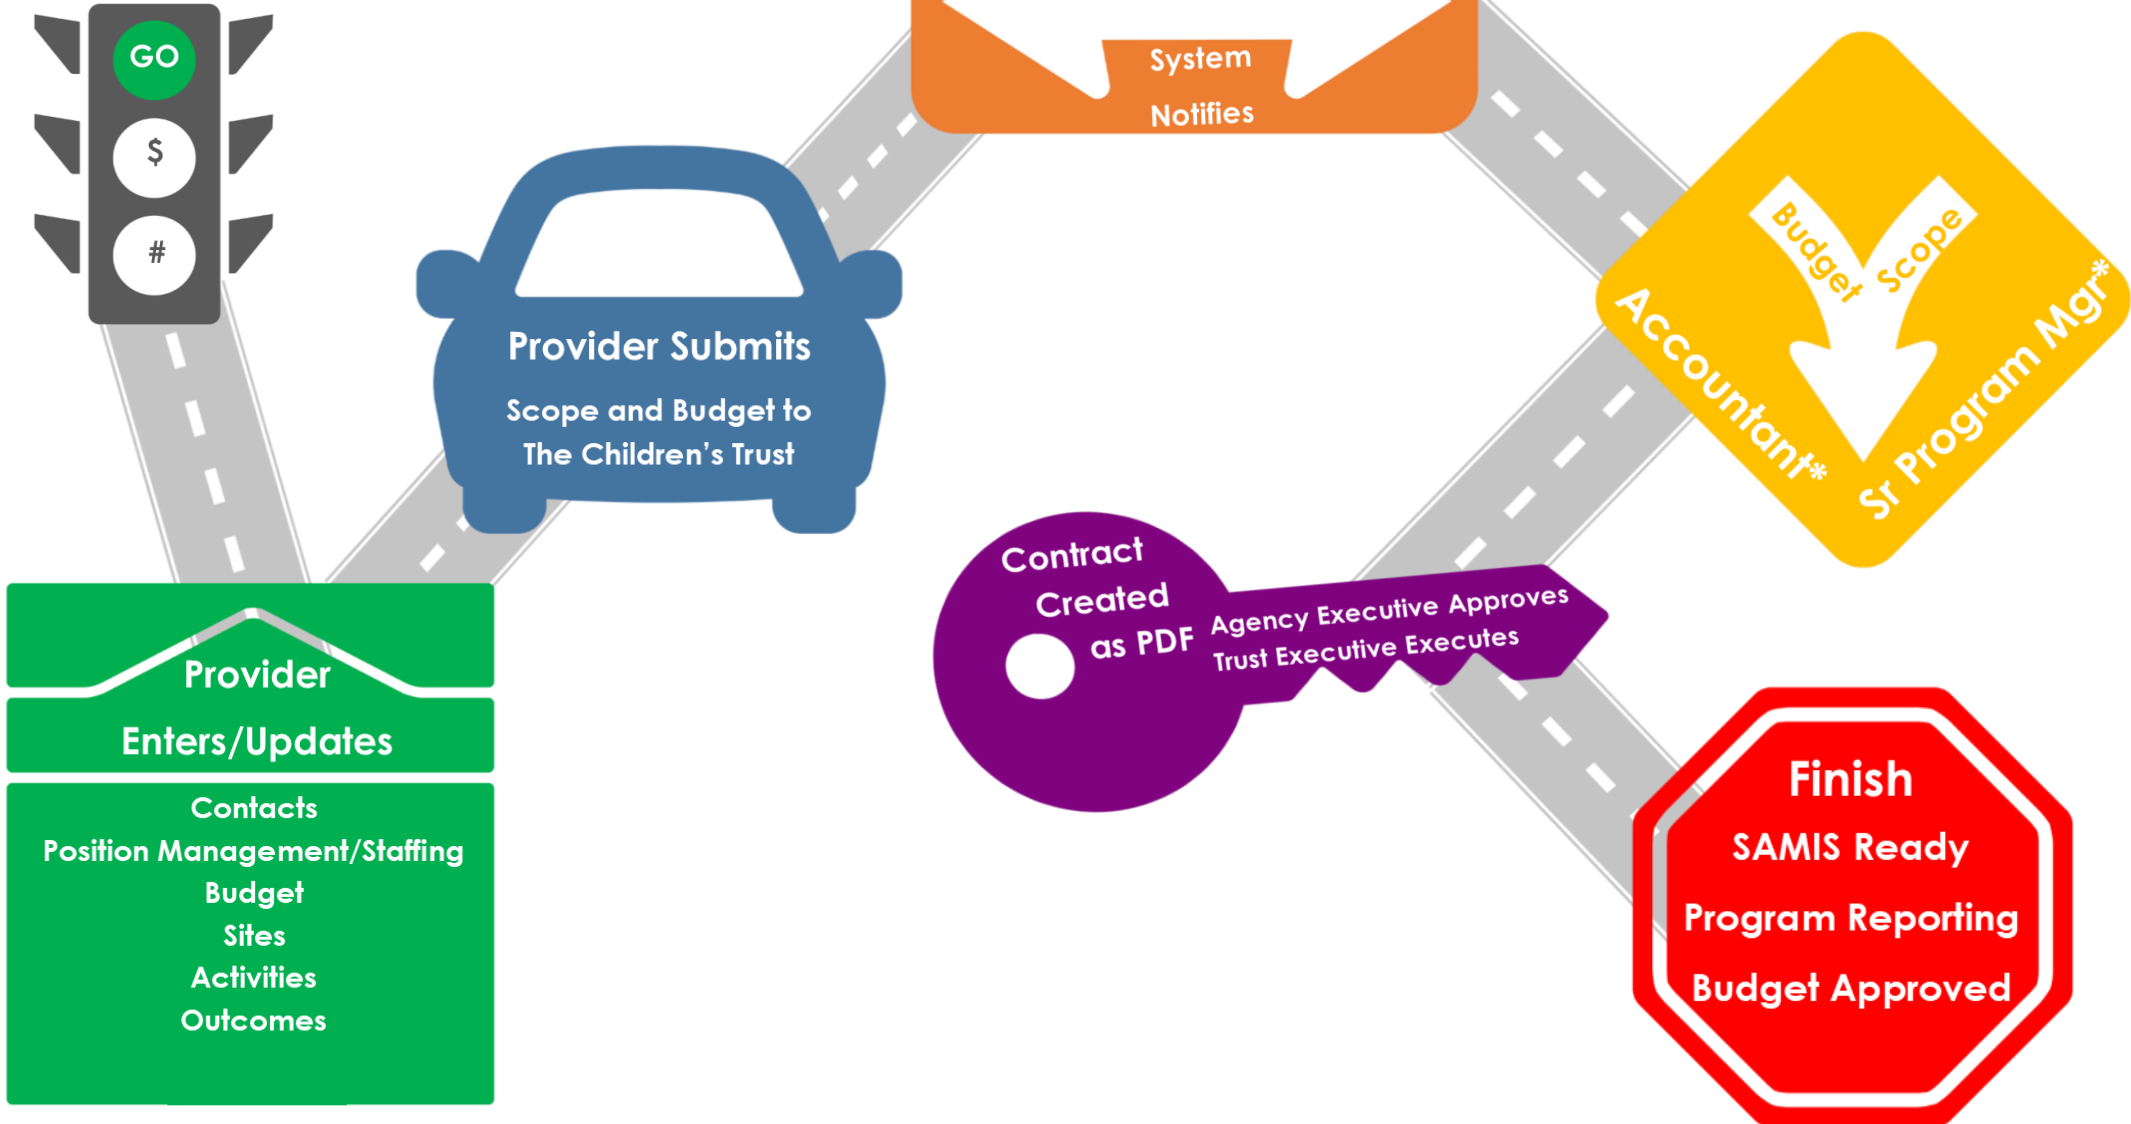 GO
$
#
Provider
Enters/Updates
Contacts
Position Management/Staffing
Budget
Sites
Activities
Outcomes
Provider Submits
Scope and Budget to
The Children’s Trust
System
Notifies
Budget
Scope
Accountant*
Sr Program Mgr*
Contract
Created
as PDF
Agency Executive Approves
Trust Executive Executes
Finish
SAMIS Ready
Program Reporting
Budget Approved